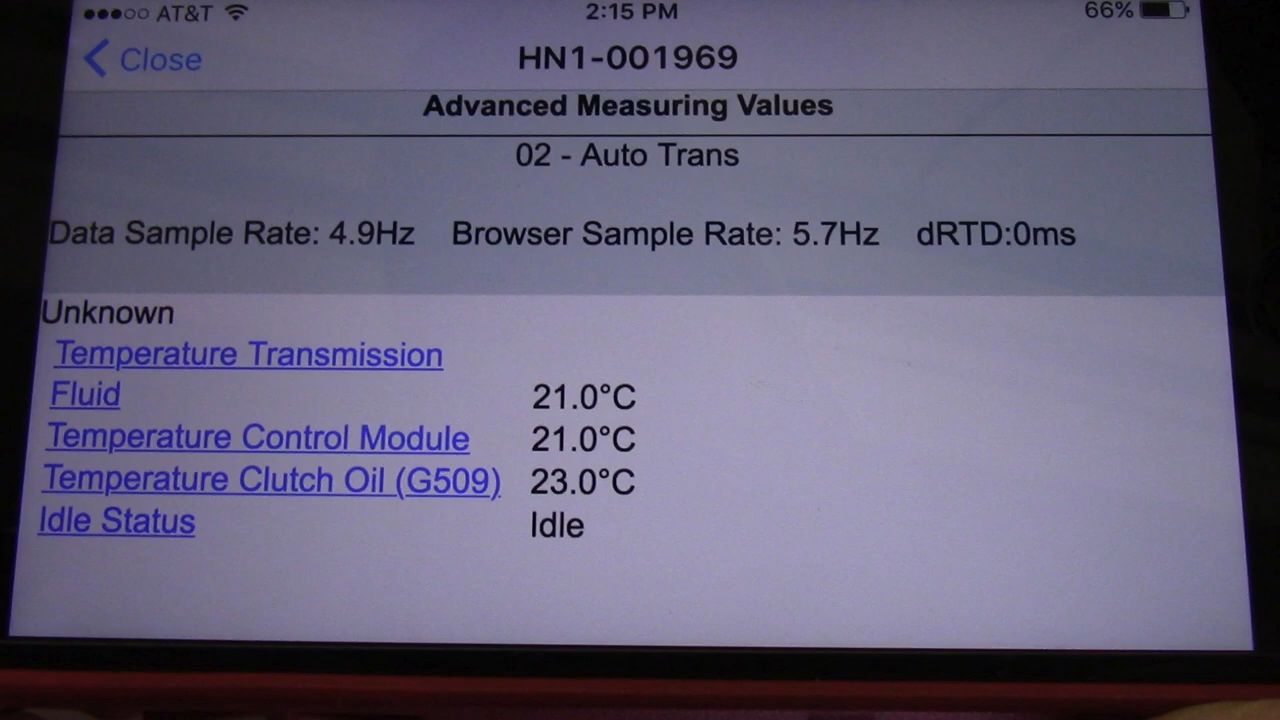 AT&T 2:15 PM 66%
Close HN1-001969
Advanced Measuring Values
02 - Auto Trans
Data Sample Rate: 4.9Hz Browser Sample Rate: 5.7Hz dRTD:0ms
Unknown
Temperature Transmission
Fluid 21.0°C
Temperature Control Module 21.0°C
Temperature Clutch Oil (G509) 23.0°C
Idle Status Idle